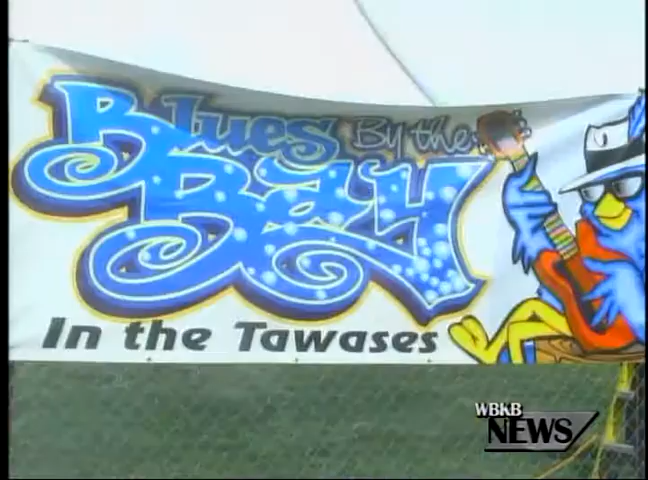 Blues By the
Bay
In the Tawases
WBKB
NEWS